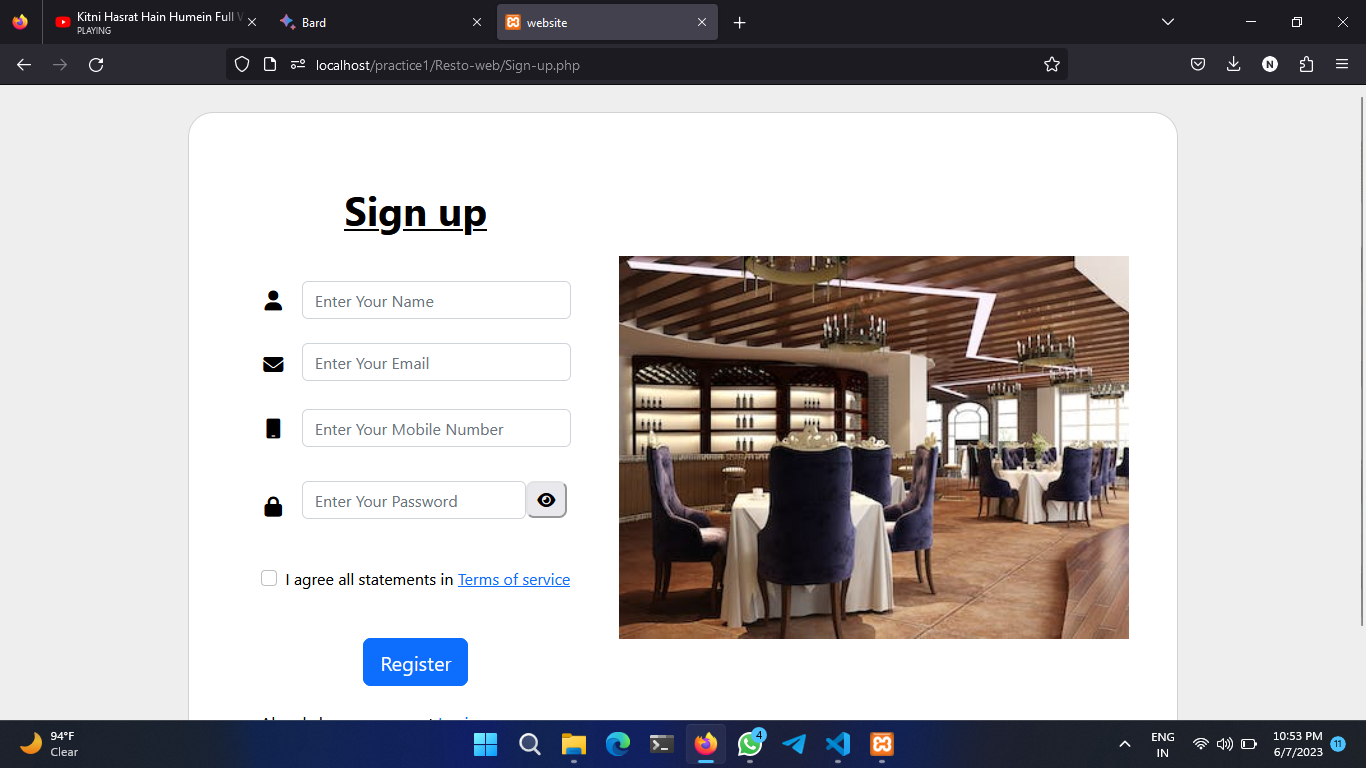 Kitni Hasrat Hain Humein Full
PLAYING
Bard
website
localhost/practice1/Resto-web/Sign-up.php
N
Sign up
Enter Your Name
Enter Your Email
Enter Your Mobile Number
Enter Your Password
I agree all statements in Terms of service
Register
94°F
Clear
4
ENG
IN
10:53 PM
6/7/2023
11